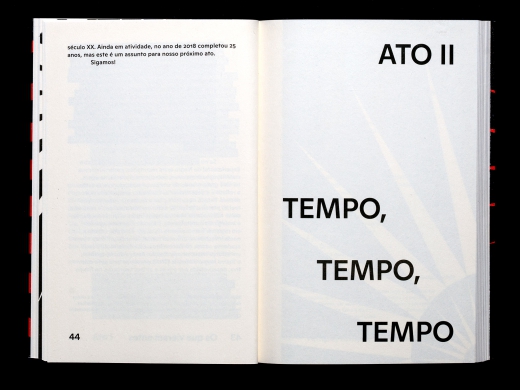 século XX. Ainda em atividade, no ano de 2018 completou 25
anos, mas este é um assunto para nosso próximo ato.
Sigamos!
44
ATO II
TEMPO,
TEMPO,
TEMPO